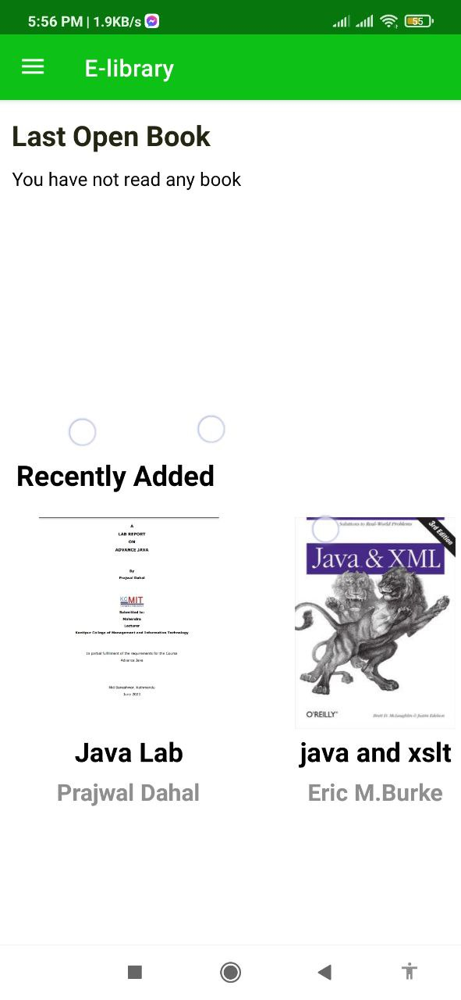 5:56 PM | 1.9KB/s
55
E-library
Last Open Book
You have not read any book
Recently Added
A
LAB REPORT
ON
ADVANCE JAVA
By
Prajwal Dahal
KCMIT
Submitted to:
Mahendra
Lecturer
Kantipur College of Management and Information Technology
In partial fulfillment of the requirements for the Course
Advance Java
Mid Baneshwor, Kathmandu
June 2023
Java Lab
Prajwal Dahal
Solutions to Real-World Problems
3rd Edition
Java & XML
O'REILLY
Brett D. McLaughlin & Justin Edelson
java and xslt
Eric M.Burke